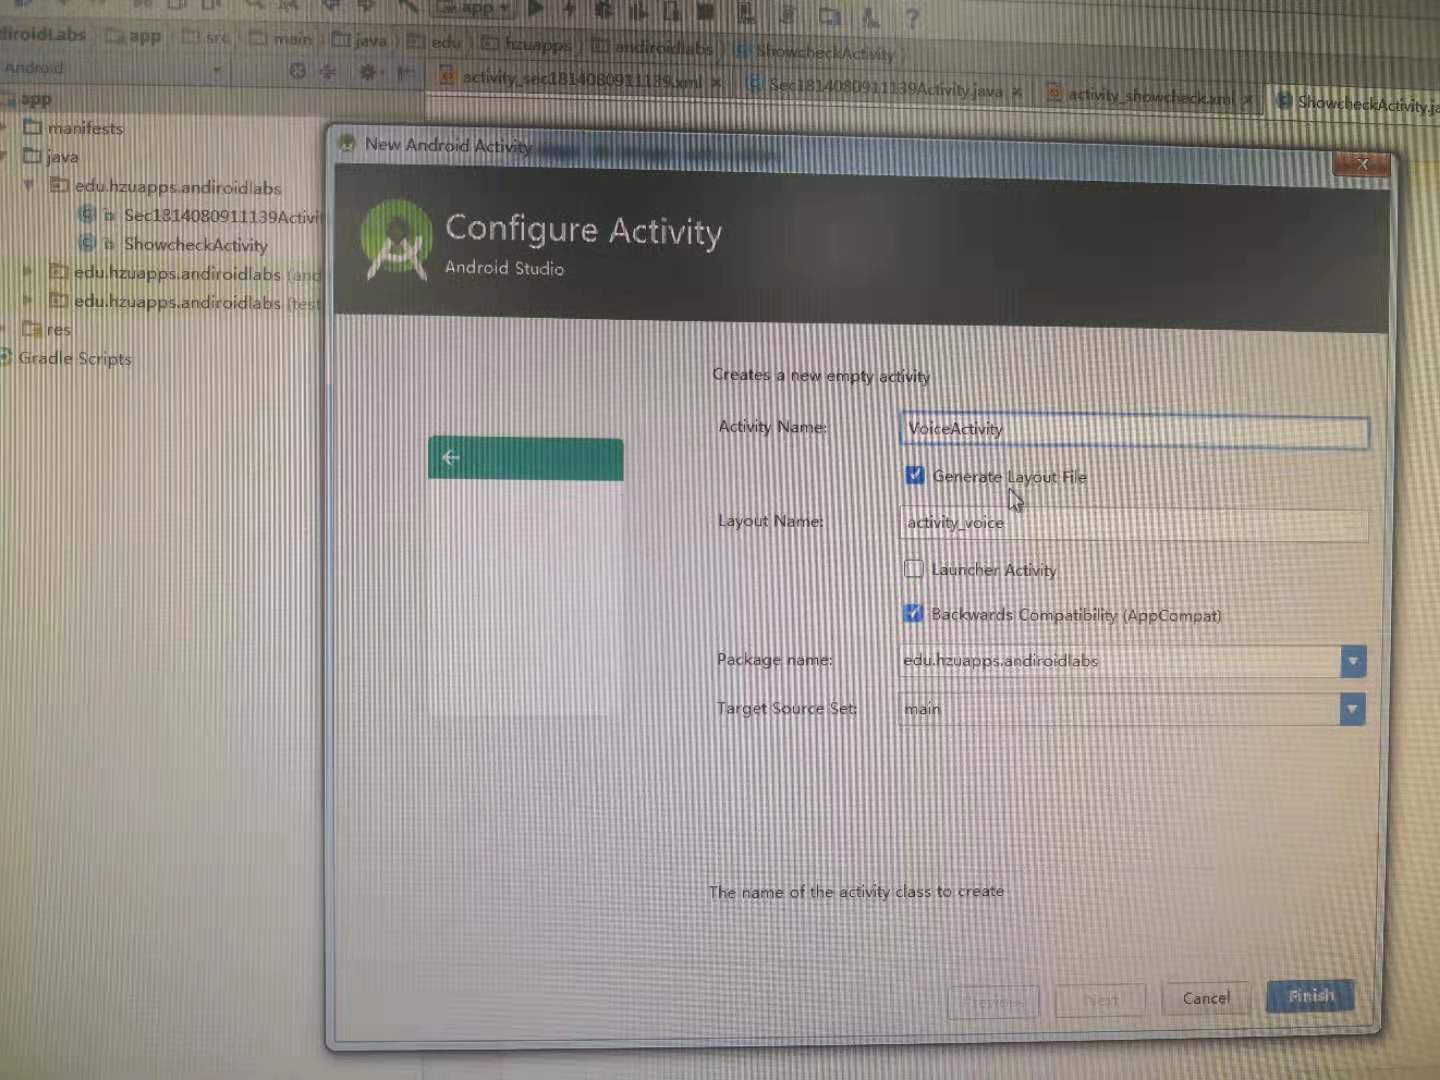 app
diroidLabs app src main java edu hzuapps andiroidlabs ShowcheckActivity
Android
activity_sec1814080911139.xml Sec1814080911139Activity.java activity_showcheck.xml ShowcheckActivity.ja
app
manifests
java
edu.hzuapps.andiroidlabs
Sec1814080911139Activit
ShowcheckActivity
edu.hzuapps.andiroidlabs (and
edu.hzuapps.andiroidlabs (test
res
Gradle Scripts
New Android Activity
Configure Activity
Android Studio
Creates a new empty activity
Activity Name: VoiceActivity
Generate Layout File
Layout Name: activity_voice
Launcher Activity
Backwards Compatibility (AppCompat)
Package name: edu.hzuapps.andiroidlabs
Target Source Set: main
The name of the activity class to create
Previous Next Cancel Finish